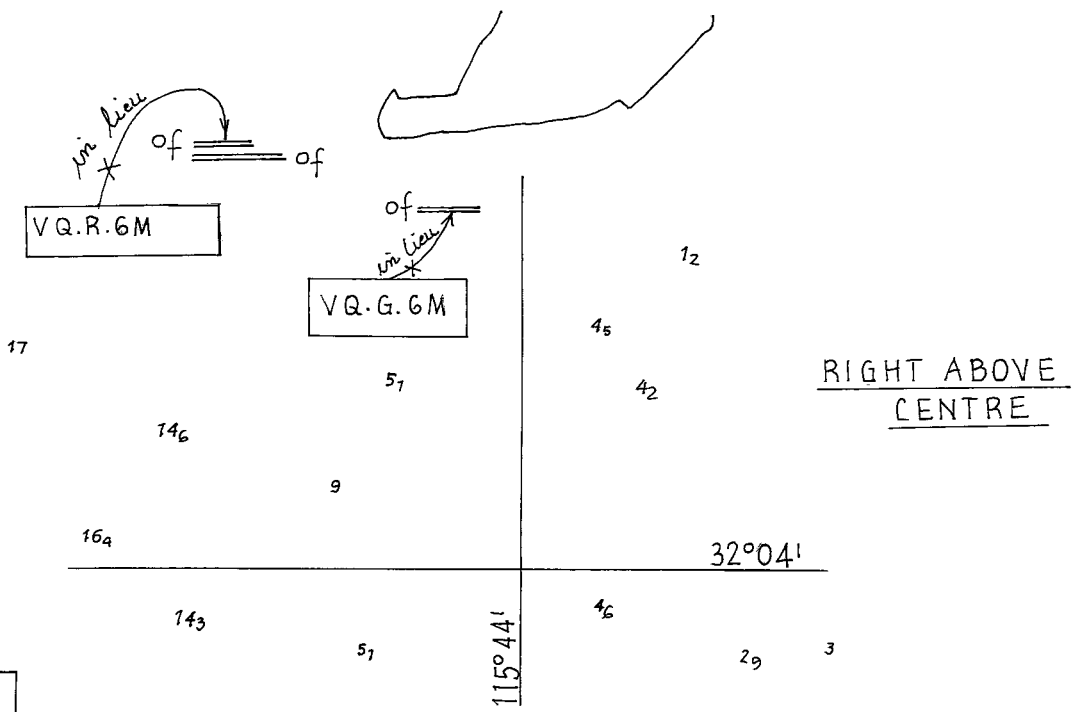 in lieu
of
of
VQ.R.6M
of
in lieu
VQ.G.6M
1₂
4₅
17
5₁
4₂
RIGHT ABOVE
CENTRE
14₆
9
16₄
32°04'
14₃
4₆
115°44'
5₁
2₉
3